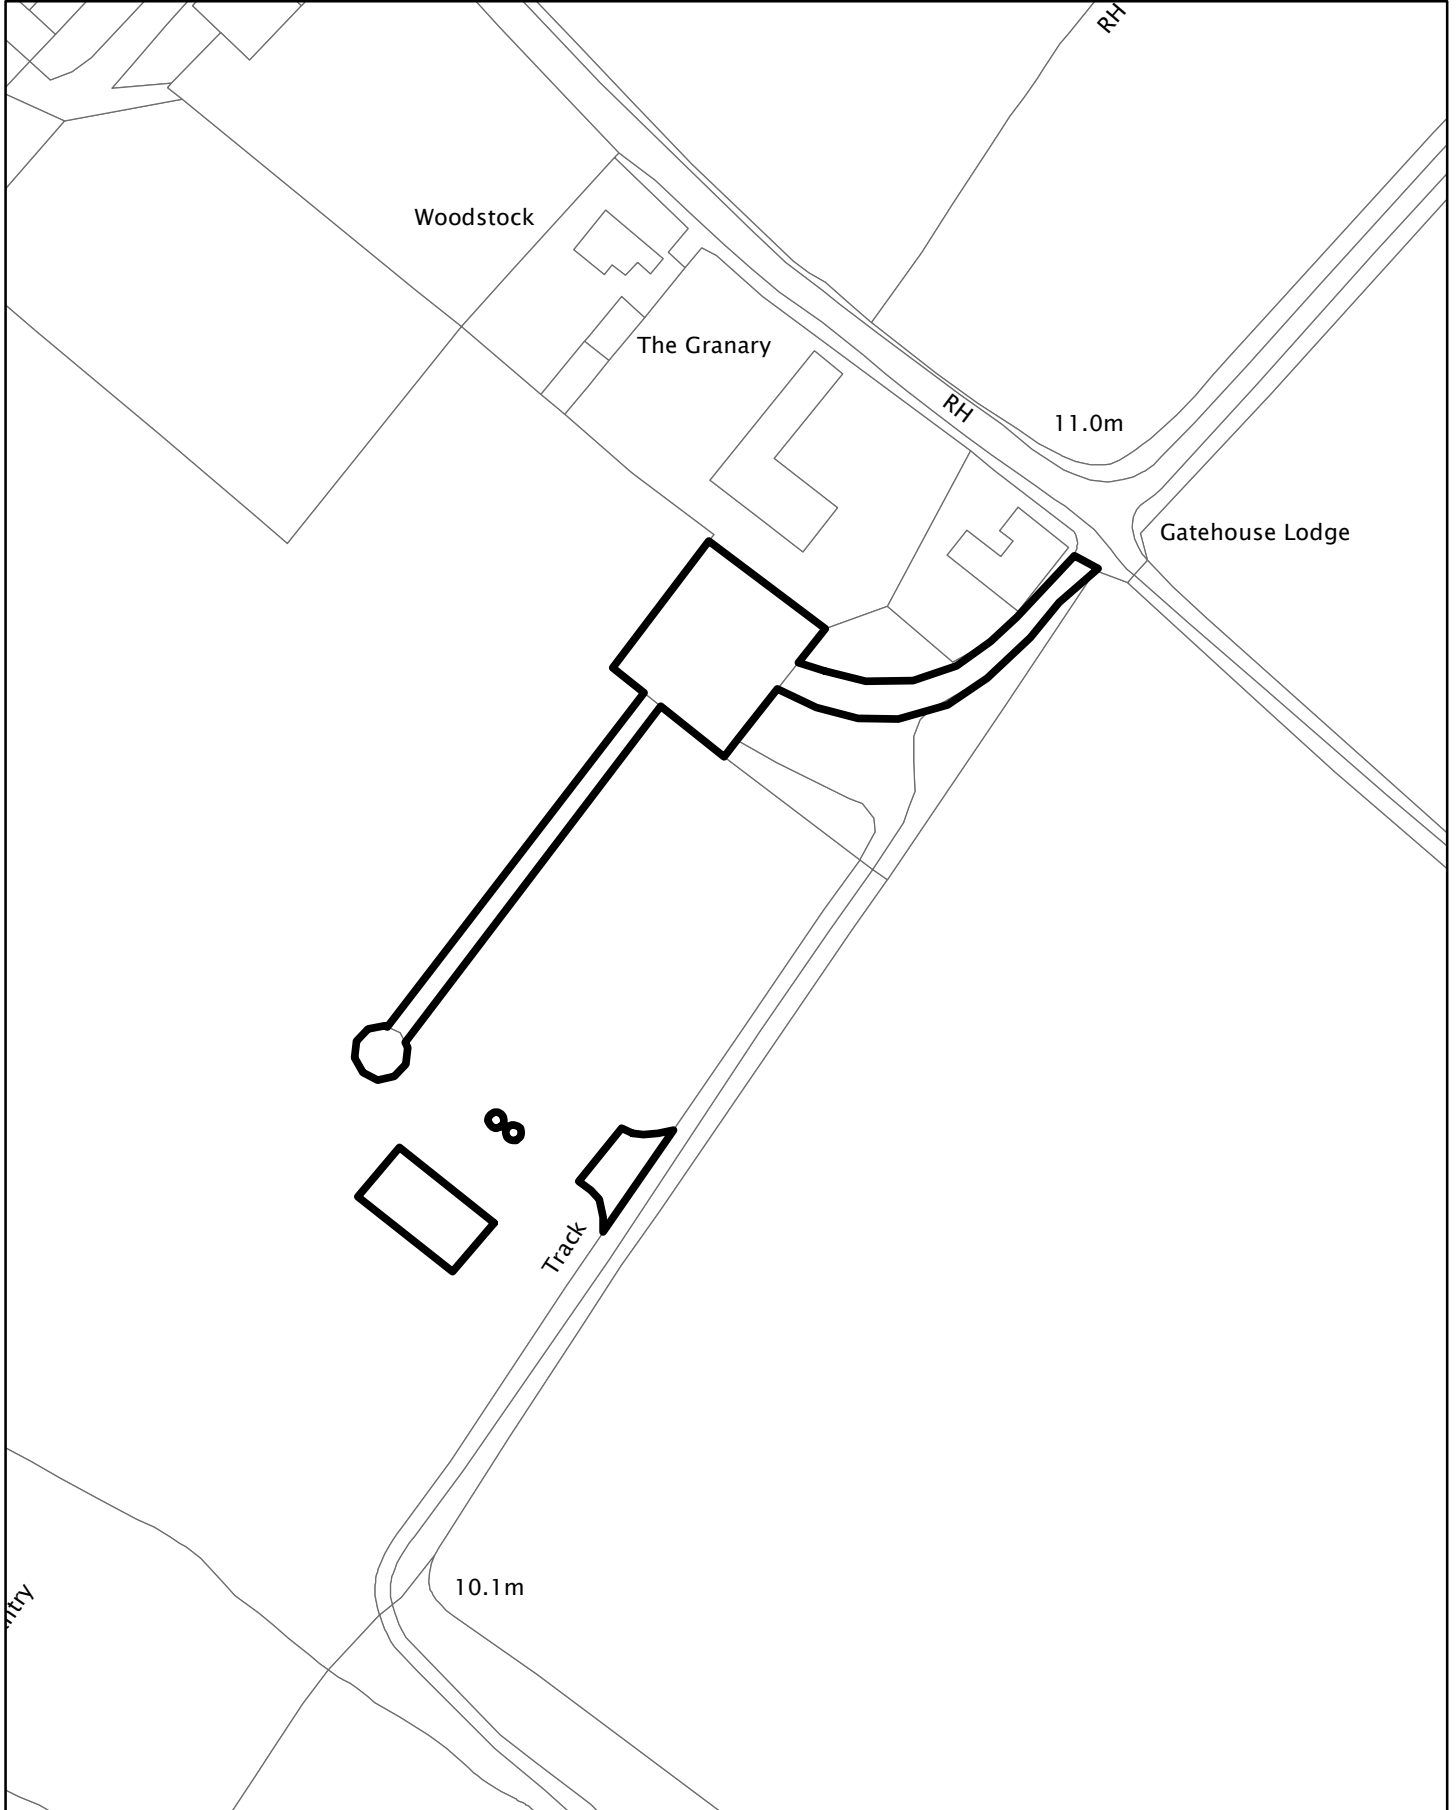 RH
Woodstock
The Granary
RH
11.0m
Gatehouse Lodge
Track
10.1m